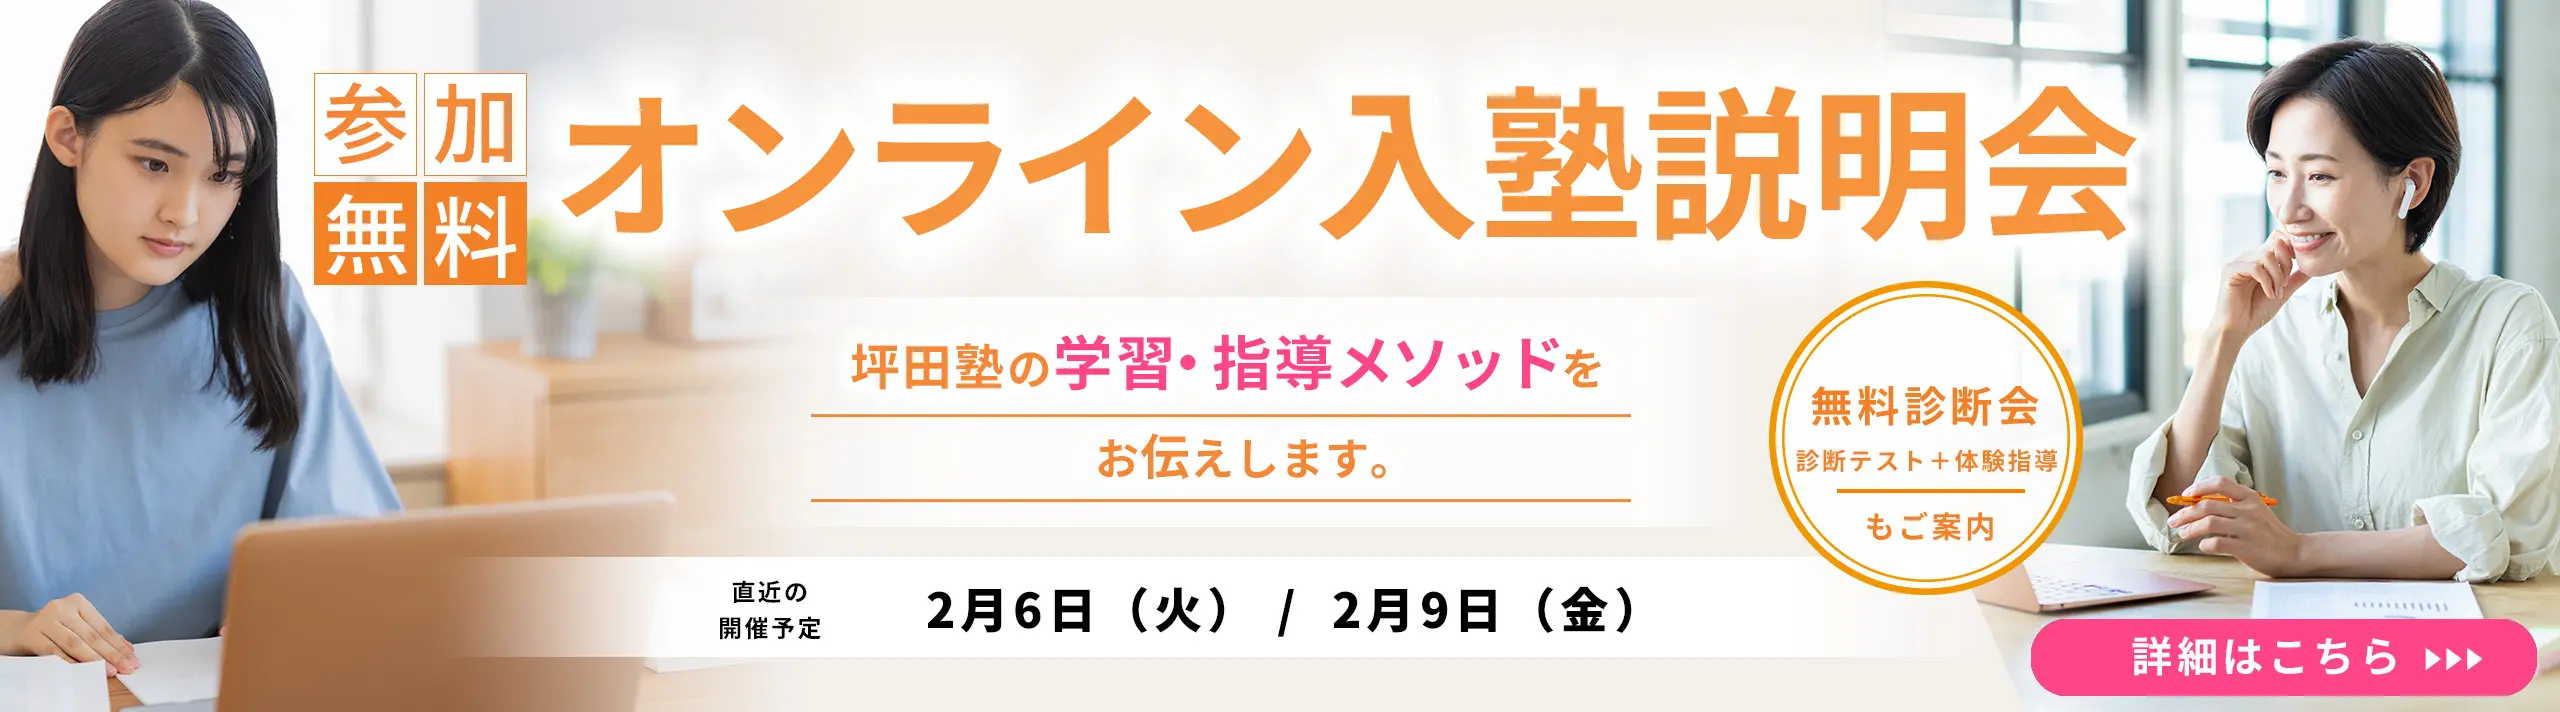 参加
無料
オンライン入塾説明会
坪田塾の学習・指導メソッドを
お伝えします。
無料診断会
診断テスト＋体験指導
もご案内
直近の
開催予定
2月6日（火） / 2月9日（金）
詳細はこちら